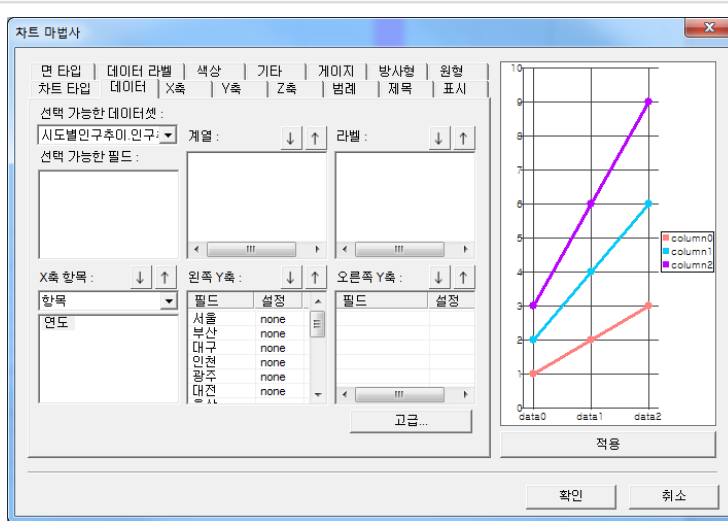 차트 마법사
면 타입 데이터 라벨 색상 기타 게이지 방사형 원형
차트 타입 데이터 X축 Y축 Z축 범례 제목 표시
선택 가능한 데이터셋 :
시도별인구추이.인구
계열 : ↓ ↑ 라벨 : ↓ ↑
선택 가능한 필드 :
X축 항목 : ↓ ↑ 왼쪽 Y축 : ↓ ↑ 오른쪽 Y축 : ↓ ↑
항목 필드 설정 필드 설정
연도 서울 none
부산 none
대구 none
인천 none
광주 none
대전 none
고급...
10
9
8
7
6
5
4
3
2
1
0
data0 data1 data2
column0
column1
column2
적용
확인 취소